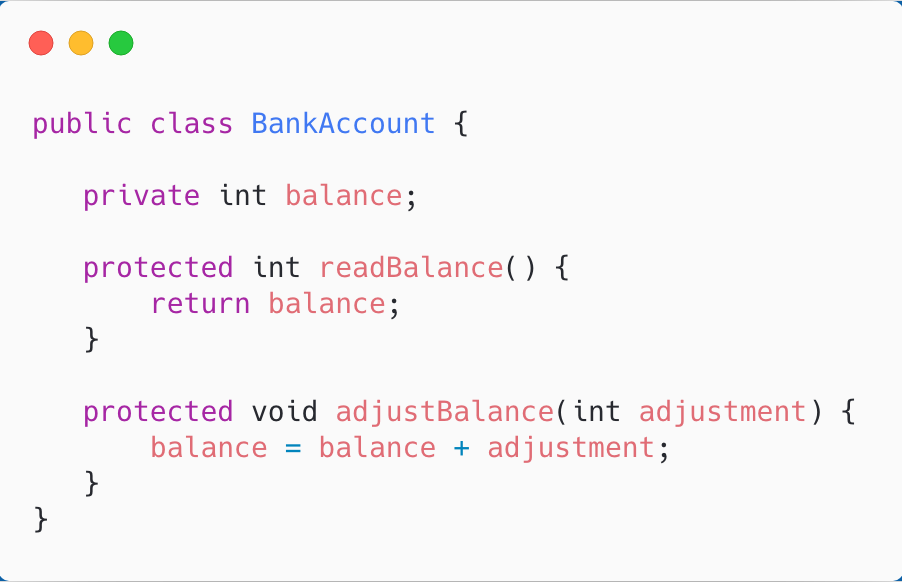 public class BankAccount {
private int balance;
protected int readBalance() {
return balance;
}
protected void adjustBalance(int adjustment) {
balance = balance + adjustment;
}
}